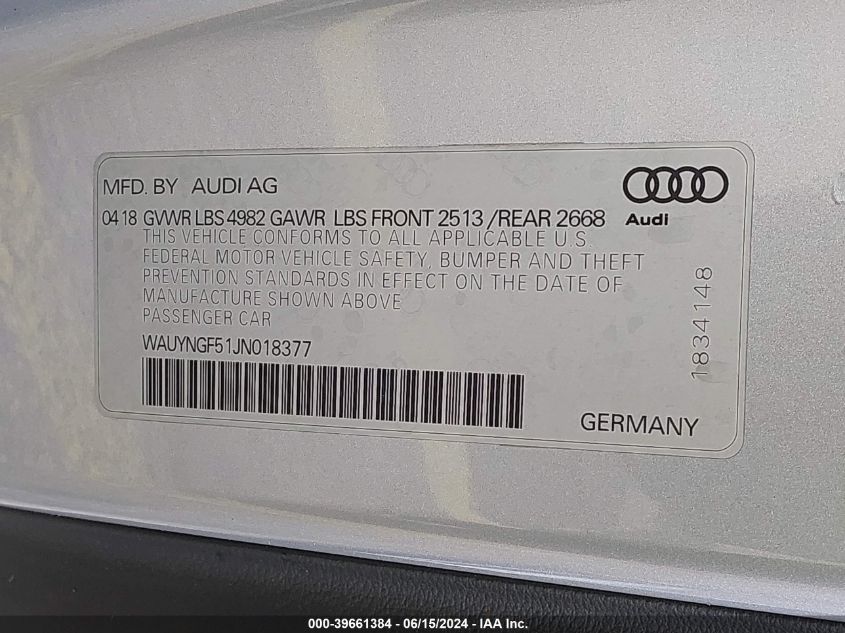 MFD. BY AUDI AG
Audi
04 18 GVWR LBS 4982 GAWR LBS FRONT 2513 /REAR 2668
THIS VEHICLE CONFORMS TO ALL APPLICABLE U.S.
FEDERAL MOTOR VEHICLE SAFETY, BUMPER AND THEFT
PREVENTION STANDARDS IN EFFECT ON THE DATE OF
MANUFACTURE SHOWN ABOVE
PASSENGER CAR
WAUYNGF51JN018377
1834148
GERMANY
000-39661384 - 06/15/2024 - IAA Inc.